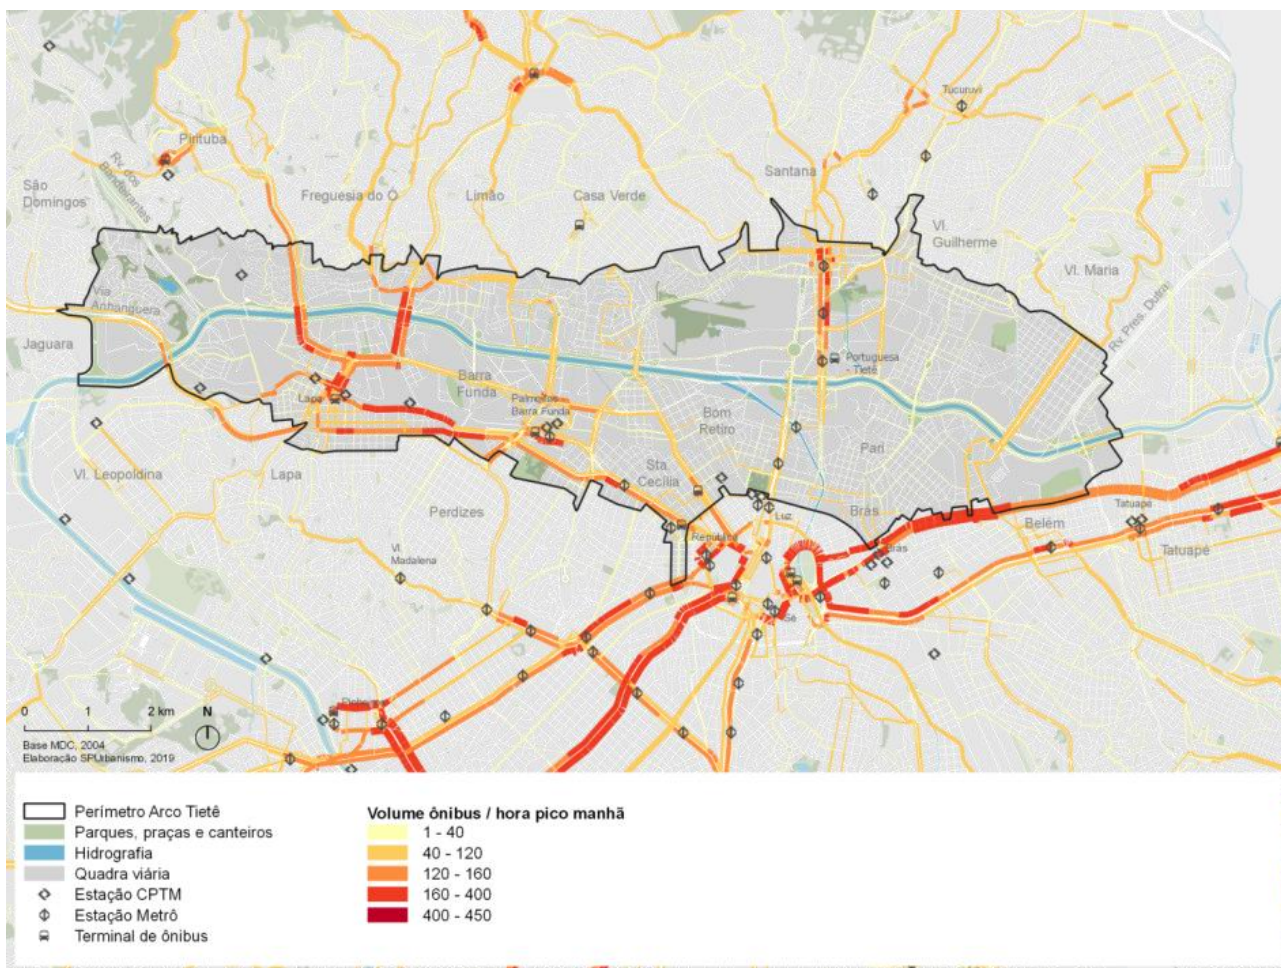 Tucuruvi
Pirituba
Rv. dos
Bandeirantes
São
Domingos
Freguesia do Ó
Limão
Casa Verde
Santana
Vl.
Guilherme
Vl. Maria
Via
Anhanguera
Jaguara
Rv. Pres. Dutra
Portuguesa
- Tietê
Barra
Funda
Lapa
Palmeiras
Barra Funda
Bom
Retiro
Pari
Sta.
Cecília
Vl. Leopoldina
Lapa
Perdizes
Brás
Luz
Belém
Tatuapé
Tatuapé
República
Brás
Vl.
Madalena
Sé
0 1 2 km
N
Base MDC, 2004
Elaboração SPUrbanismo, 2019
Perímetro Arco Tietê
Parques, praças e canteiros
Hidrografia
Quadra viária
Estação CPTM
Estação Metrô
Terminal de ônibus
Volume ônibus / hora pico manhã
1 - 40
40 - 120
120 - 160
160 - 400
400 - 450